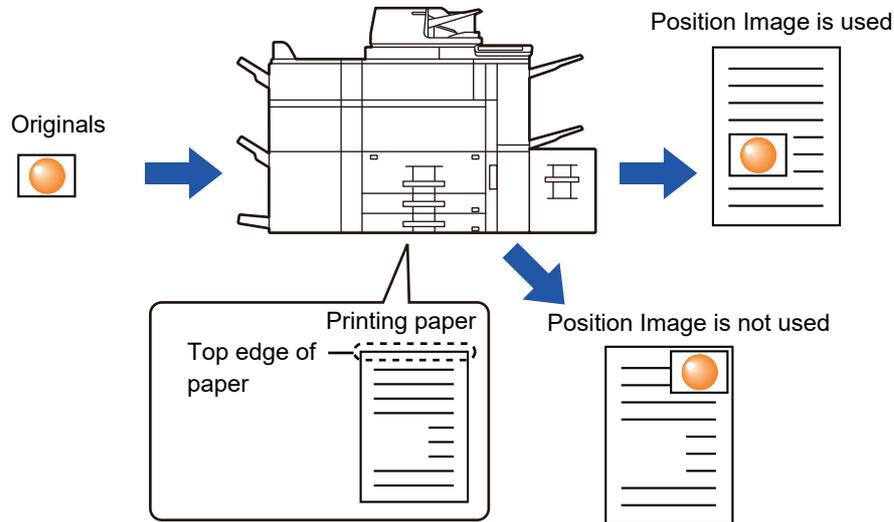 Position Image is used
Originals
Printing paper
Top edge of
paper
Position Image is not used